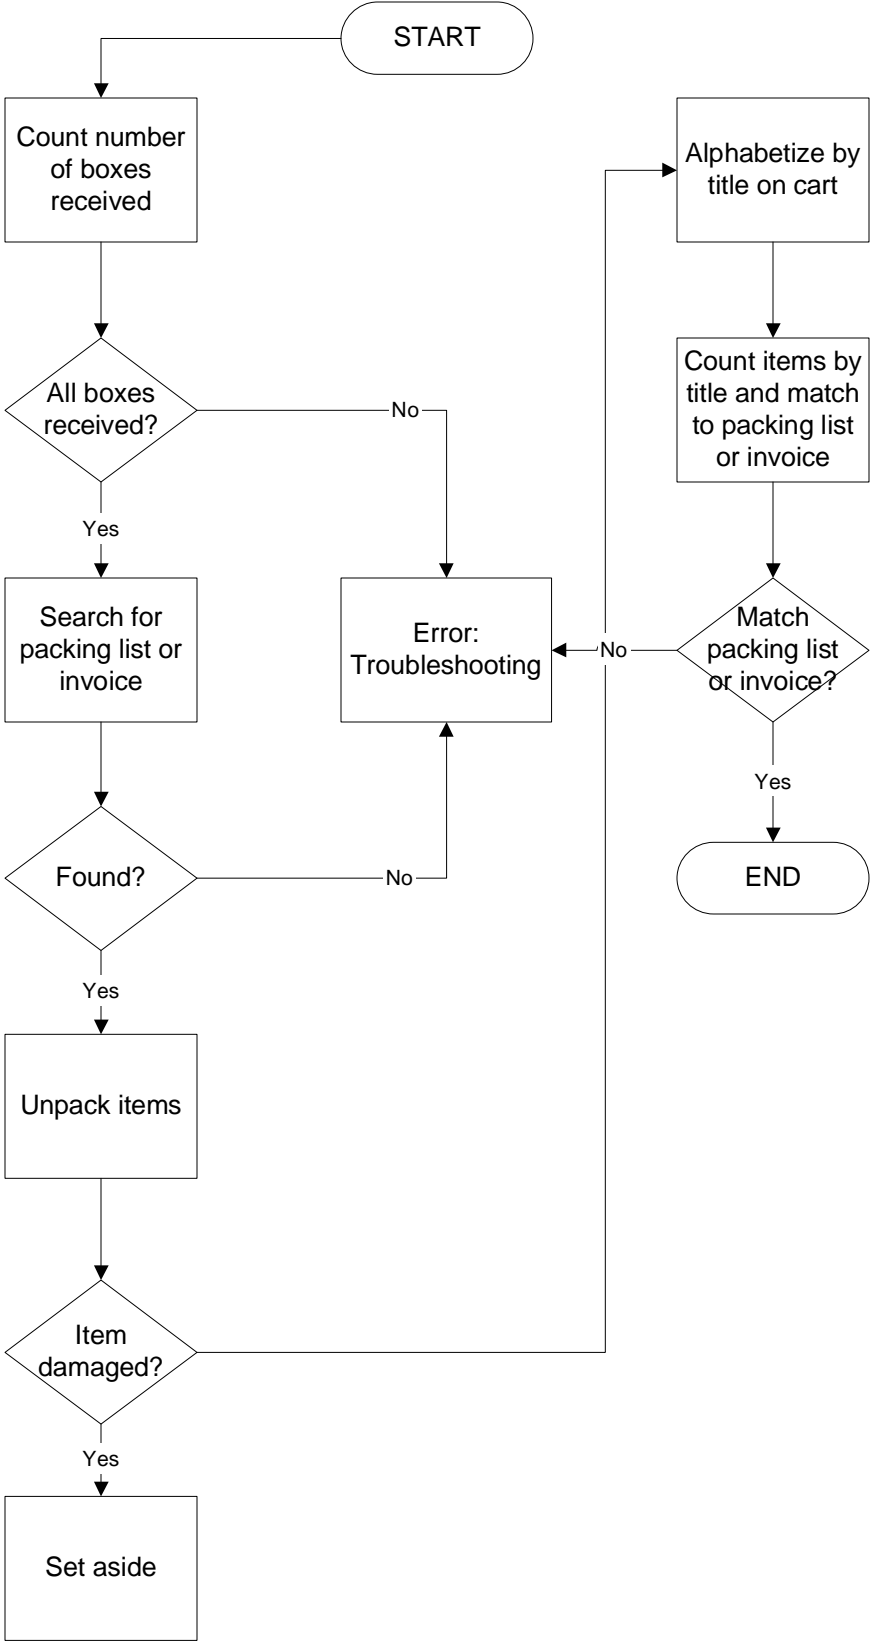 START
Count number
of boxes
received
All boxes
received?
No
Yes
Search for
packing list or
invoice
Error:
Troubleshooting
Found?
No
Yes
Unpack items
Item
damaged?
Yes
Set aside
Alphabetize by
title on cart
Count items by
title and match
to packing list
or invoice
Match
packing list
or invoice?
No
Yes
END